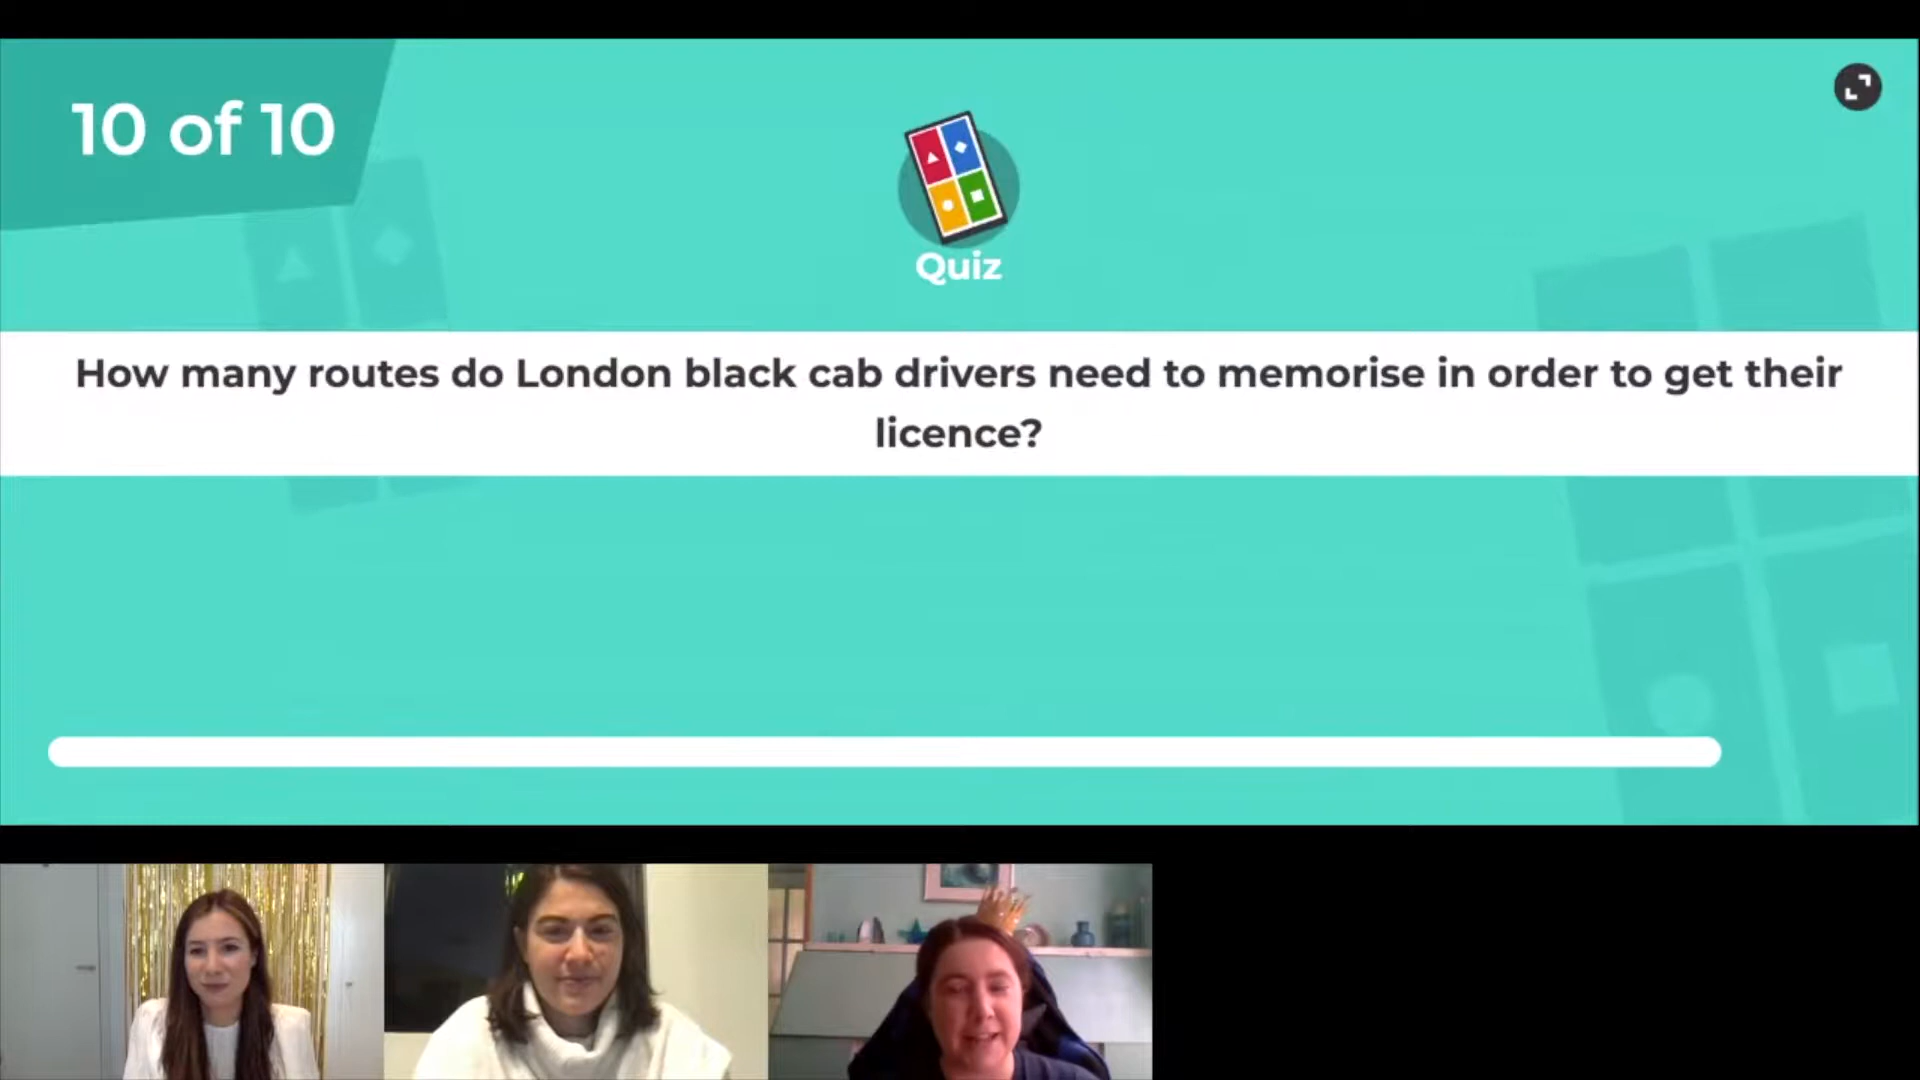 10 of 10
Quiz
How many routes do London black cab drivers need to memorise in order to get their
licence?